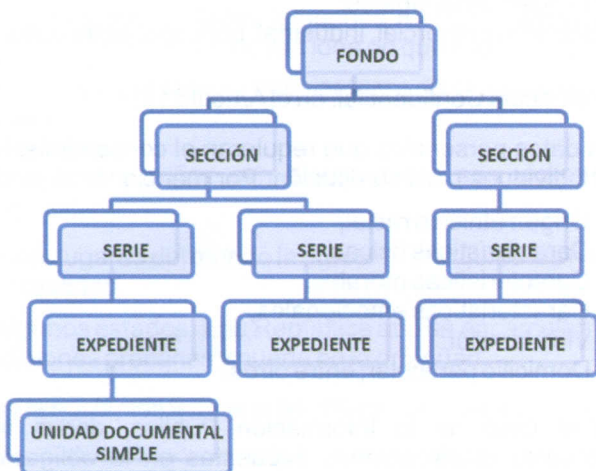 FONDO
SECCIÓN SECCIÓN
SERIE SERIE SERIE
EXPEDIENTE EXPEDIENTE EXPEDIENTE
UNIDAD DOCUMENTAL
SIMPLE